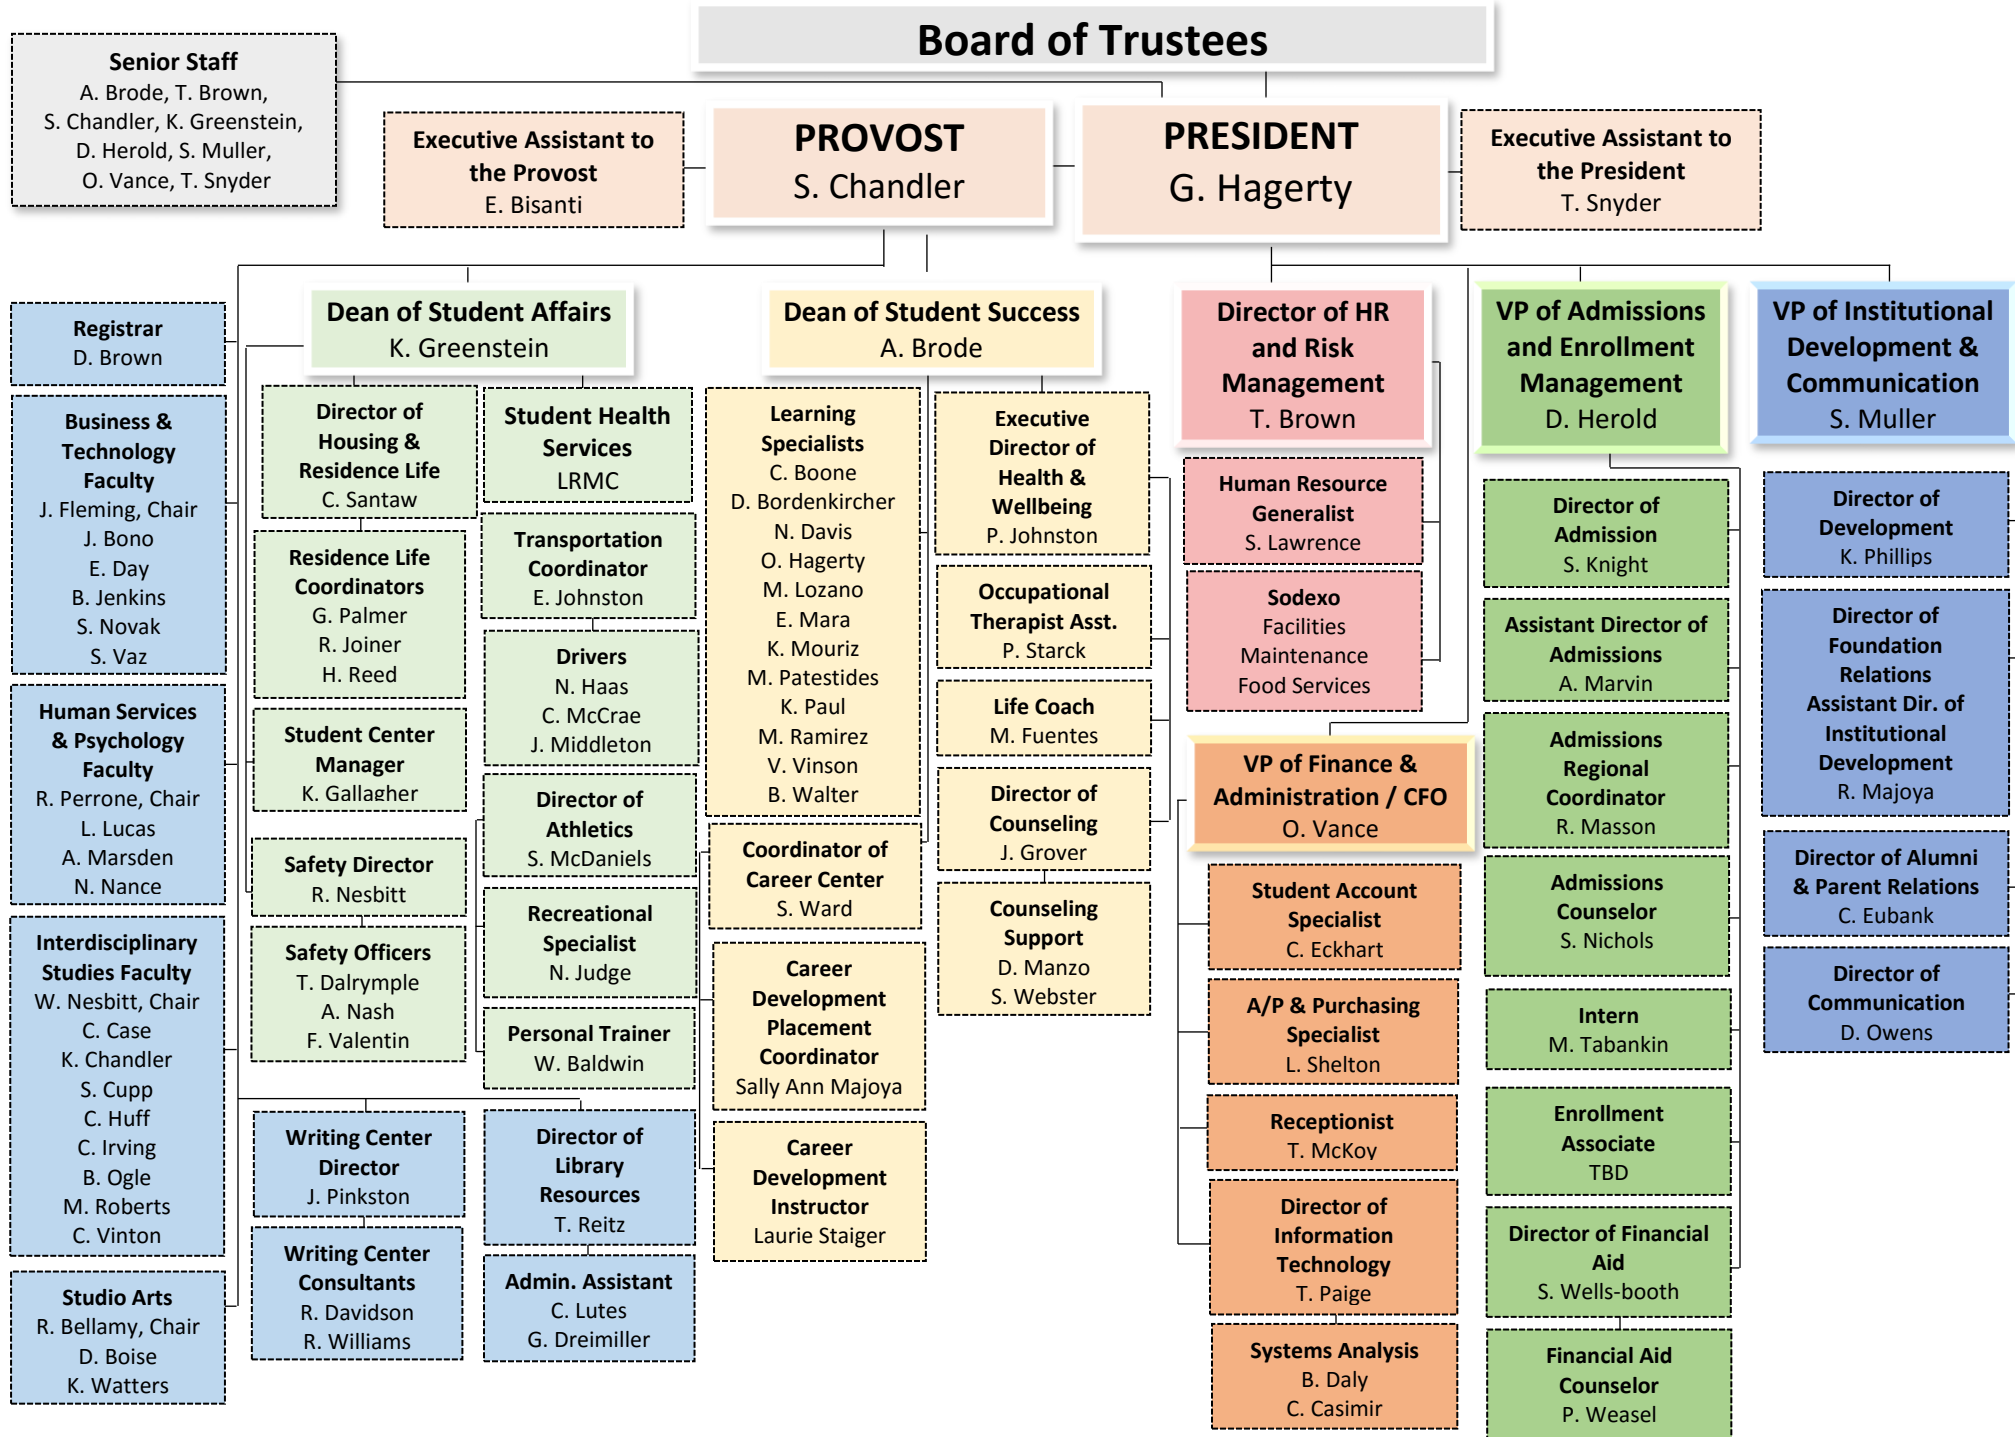 Board of Trustees
Senior Staff
A. Brode, T. Brown,
S. Chandler, K. Greenstein,
D. Herold, S. Muller,
O. Vance, T. Snyder
Executive Assistant to
the Provost
E. Bisanti
PROVOST
S. Chandler
PRESIDENT
G. Hagerty
Executive Assistant to
the President
T. Snyder
Registrar
D. Brown
Business &
Technology
Faculty
J. Fleming, Chair
J. Bono
E. Day
B. Jenkins
S. Novak
S. Vaz
Human Services
& Psychology
Faculty
R. Perrone, Chair
L. Lucas
A. Marsden
N. Nance
Interdisciplinary
Studies Faculty
W. Nesbitt, Chair
C. Case
K. Chandler
S. Cupp
C. Huff
C. Irving
B. Ogle
M. Roberts
C. Vinton
Studio Arts
R. Bellamy, Chair
D. Boise
K. Watters
Dean of Student Affairs
K. Greenstein
Director of
Housing &
Residence Life
C. Santaw
Residence Life
Coordinators
G. Palmer
R. Joiner
H. Reed
Student Center
Manager
K. Gallagher
Safety Director
R. Nesbitt
Safety Officers
T. Dalrymple
A. Nash
F. Valentin
Writing Center
Director
J. Pinkston
Writing Center
Consultants
R. Davidson
R. Williams
Student Health
Services
LRMC
Transportation
Coordinator
E. Johnston
Drivers
N. Haas
C. McCrae
J. Middleton
Director of
Athletics
S. McDaniels
Recreational
Specialist
N. Judge
Personal Trainer
W. Baldwin
Director of
Library
Resources
T. Reitz
Admin. Assistant
C. Lutes
G. Dreimiller
Dean of Student Success
A. Brode
Learning
Specialists
C. Boone
D. Bordenkircher
N. Davis
O. Hagerty
M. Lozano
E. Mara
K. Mouriz
M. Patestides
K. Paul
M. Ramirez
V. Vinson
B. Walter
Coordinator of
Career Center
S. Ward
Career
Development
Placement
Coordinator
Sally Ann Majoya
Career
Development
Instructor
Laurie Staiger
Executive
Director of
Health &
Wellbeing
P. Johnston
Occupational
Therapist Asst.
P. Starck
Life Coach
M. Fuentes
Director of
Counseling
J. Grover
Counseling
Support
D. Manzo
S. Webster
Director of HR
and Risk
Management
T. Brown
Human Resource
Generalist
S. Lawrence
Sodexo
Facilities
Maintenance
Food Services
VP of Finance &
Administration / CFO
O. Vance
Student Account
Specialist
C. Eckhart
A/P & Purchasing
Specialist
L. Shelton
Receptionist
T. McKoy
Director of
Information
Technology
T. Paige
Systems Analysis
B. Daly
C. Casimir
VP of Admissions
and Enrollment
Management
D. Herold
Director of
Admission
S. Knight
Assistant Director of
Admissions
A. Marvin
Admissions
Regional
Coordinator
R. Masson
Admissions
Counselor
S. Nichols
Intern
M. Tabankin
Enrollment
Associate
TBD
Director of Financial
Aid
S. Wells-booth
Financial Aid
Counselor
P. Weasel
VP of Institutional
Development &
Communication
S. Muller
Director of
Development
K. Phillips
Director of
Foundation
Relations
Assistant Dir. of
Institutional
Development
R. Majoya
Director of Alumni
& Parent Relations
C. Eubank
Director of
Communication
D. Owens